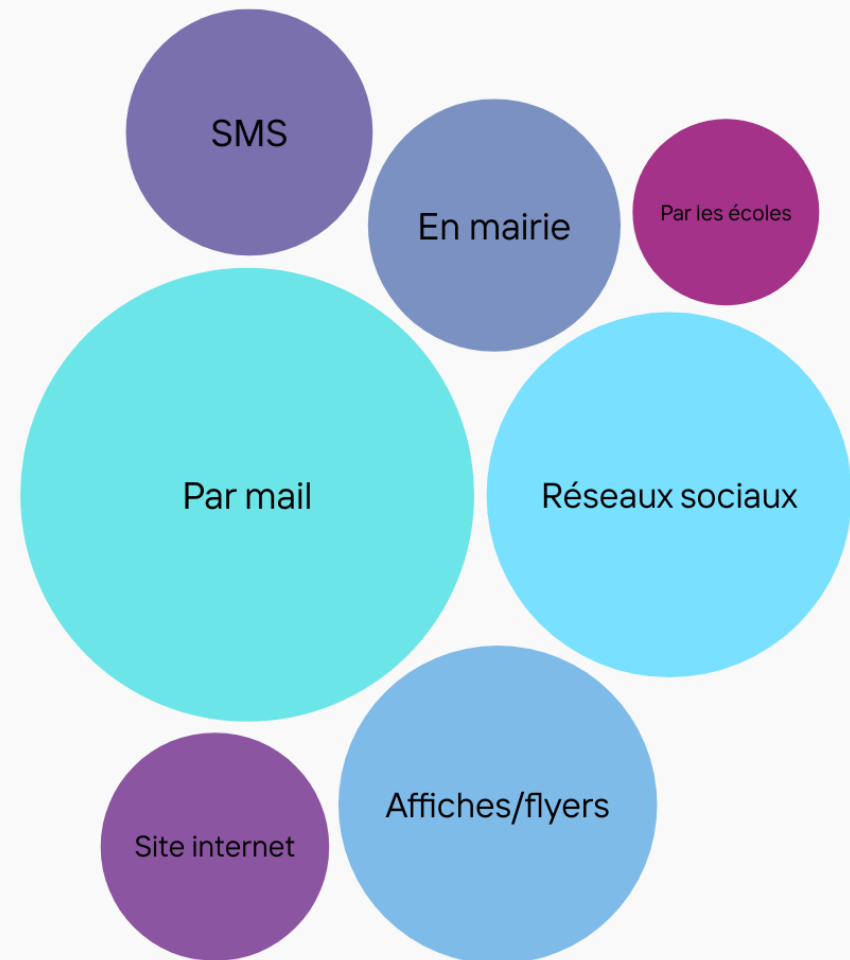 SMS
En mairie
Par les écoles
Par mail
Réseaux sociaux
Affiches/flyers
Site internet